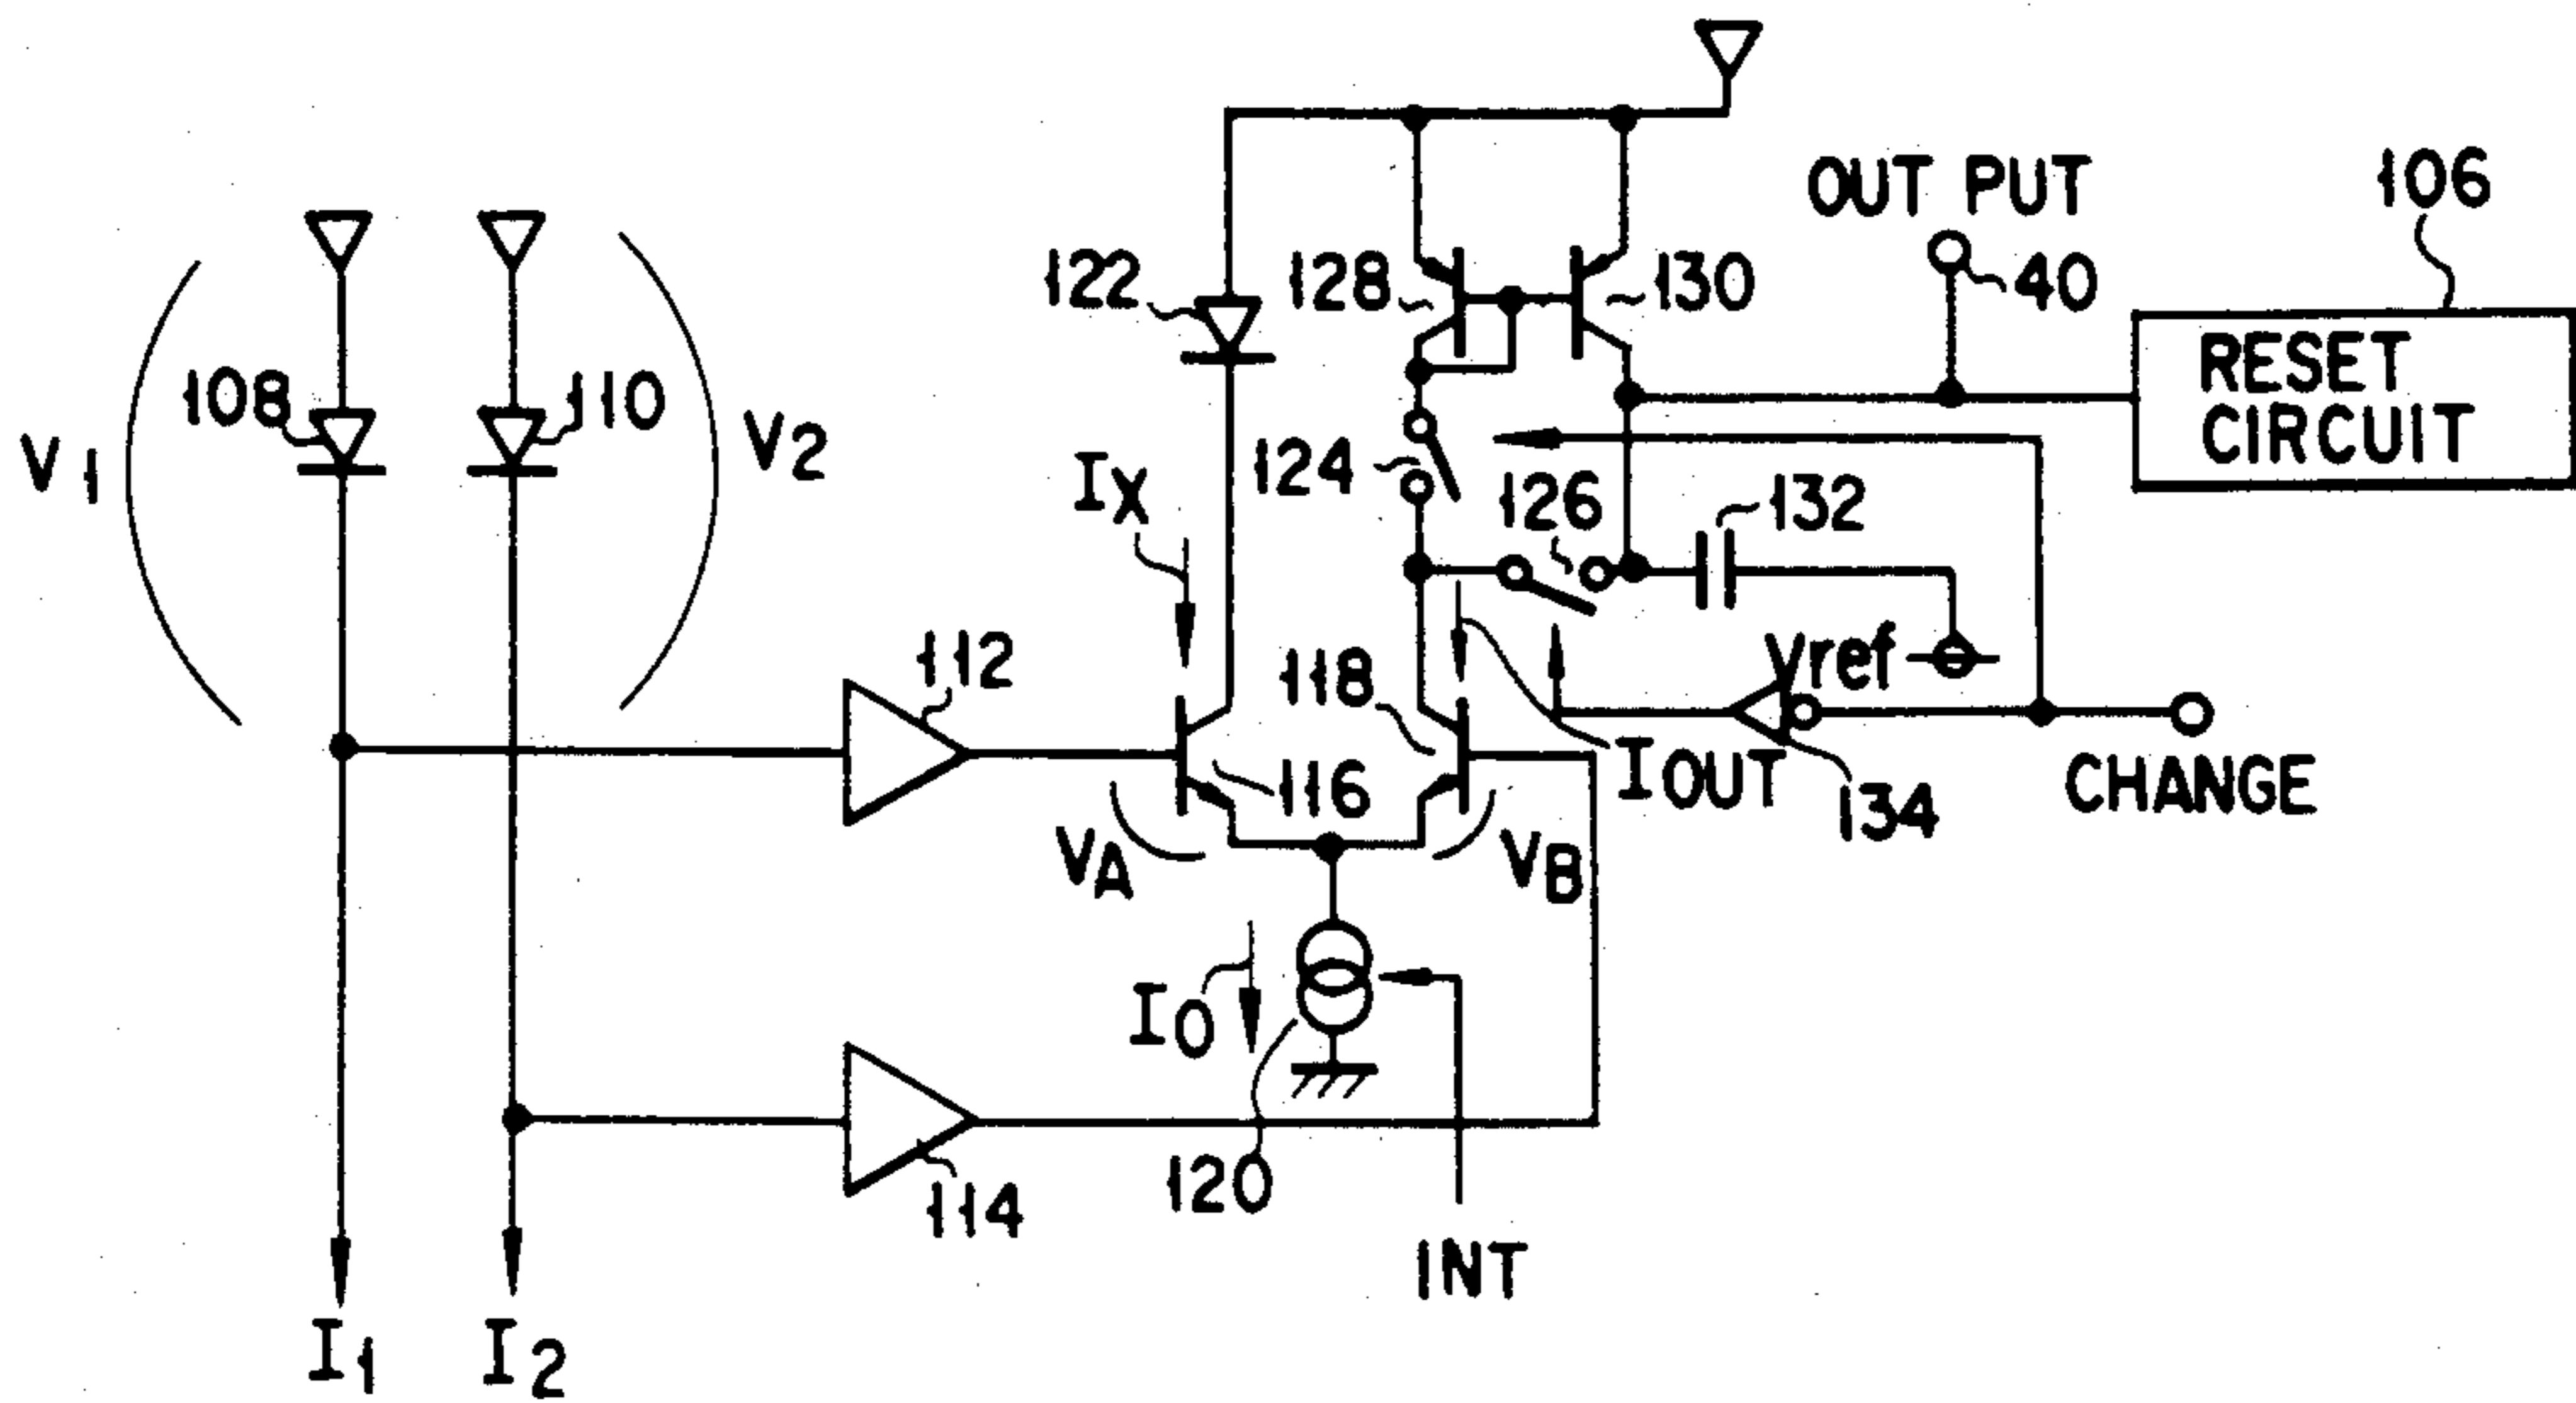 OUT PUT
106
40
RESET
CIRCUIT
122
128
130
108
110
V1
V2
IX
124
126
132
112
118
Vref
116
IOUT
134
CHANGE
VA
VB
IO
120
114
INT
I1
I2